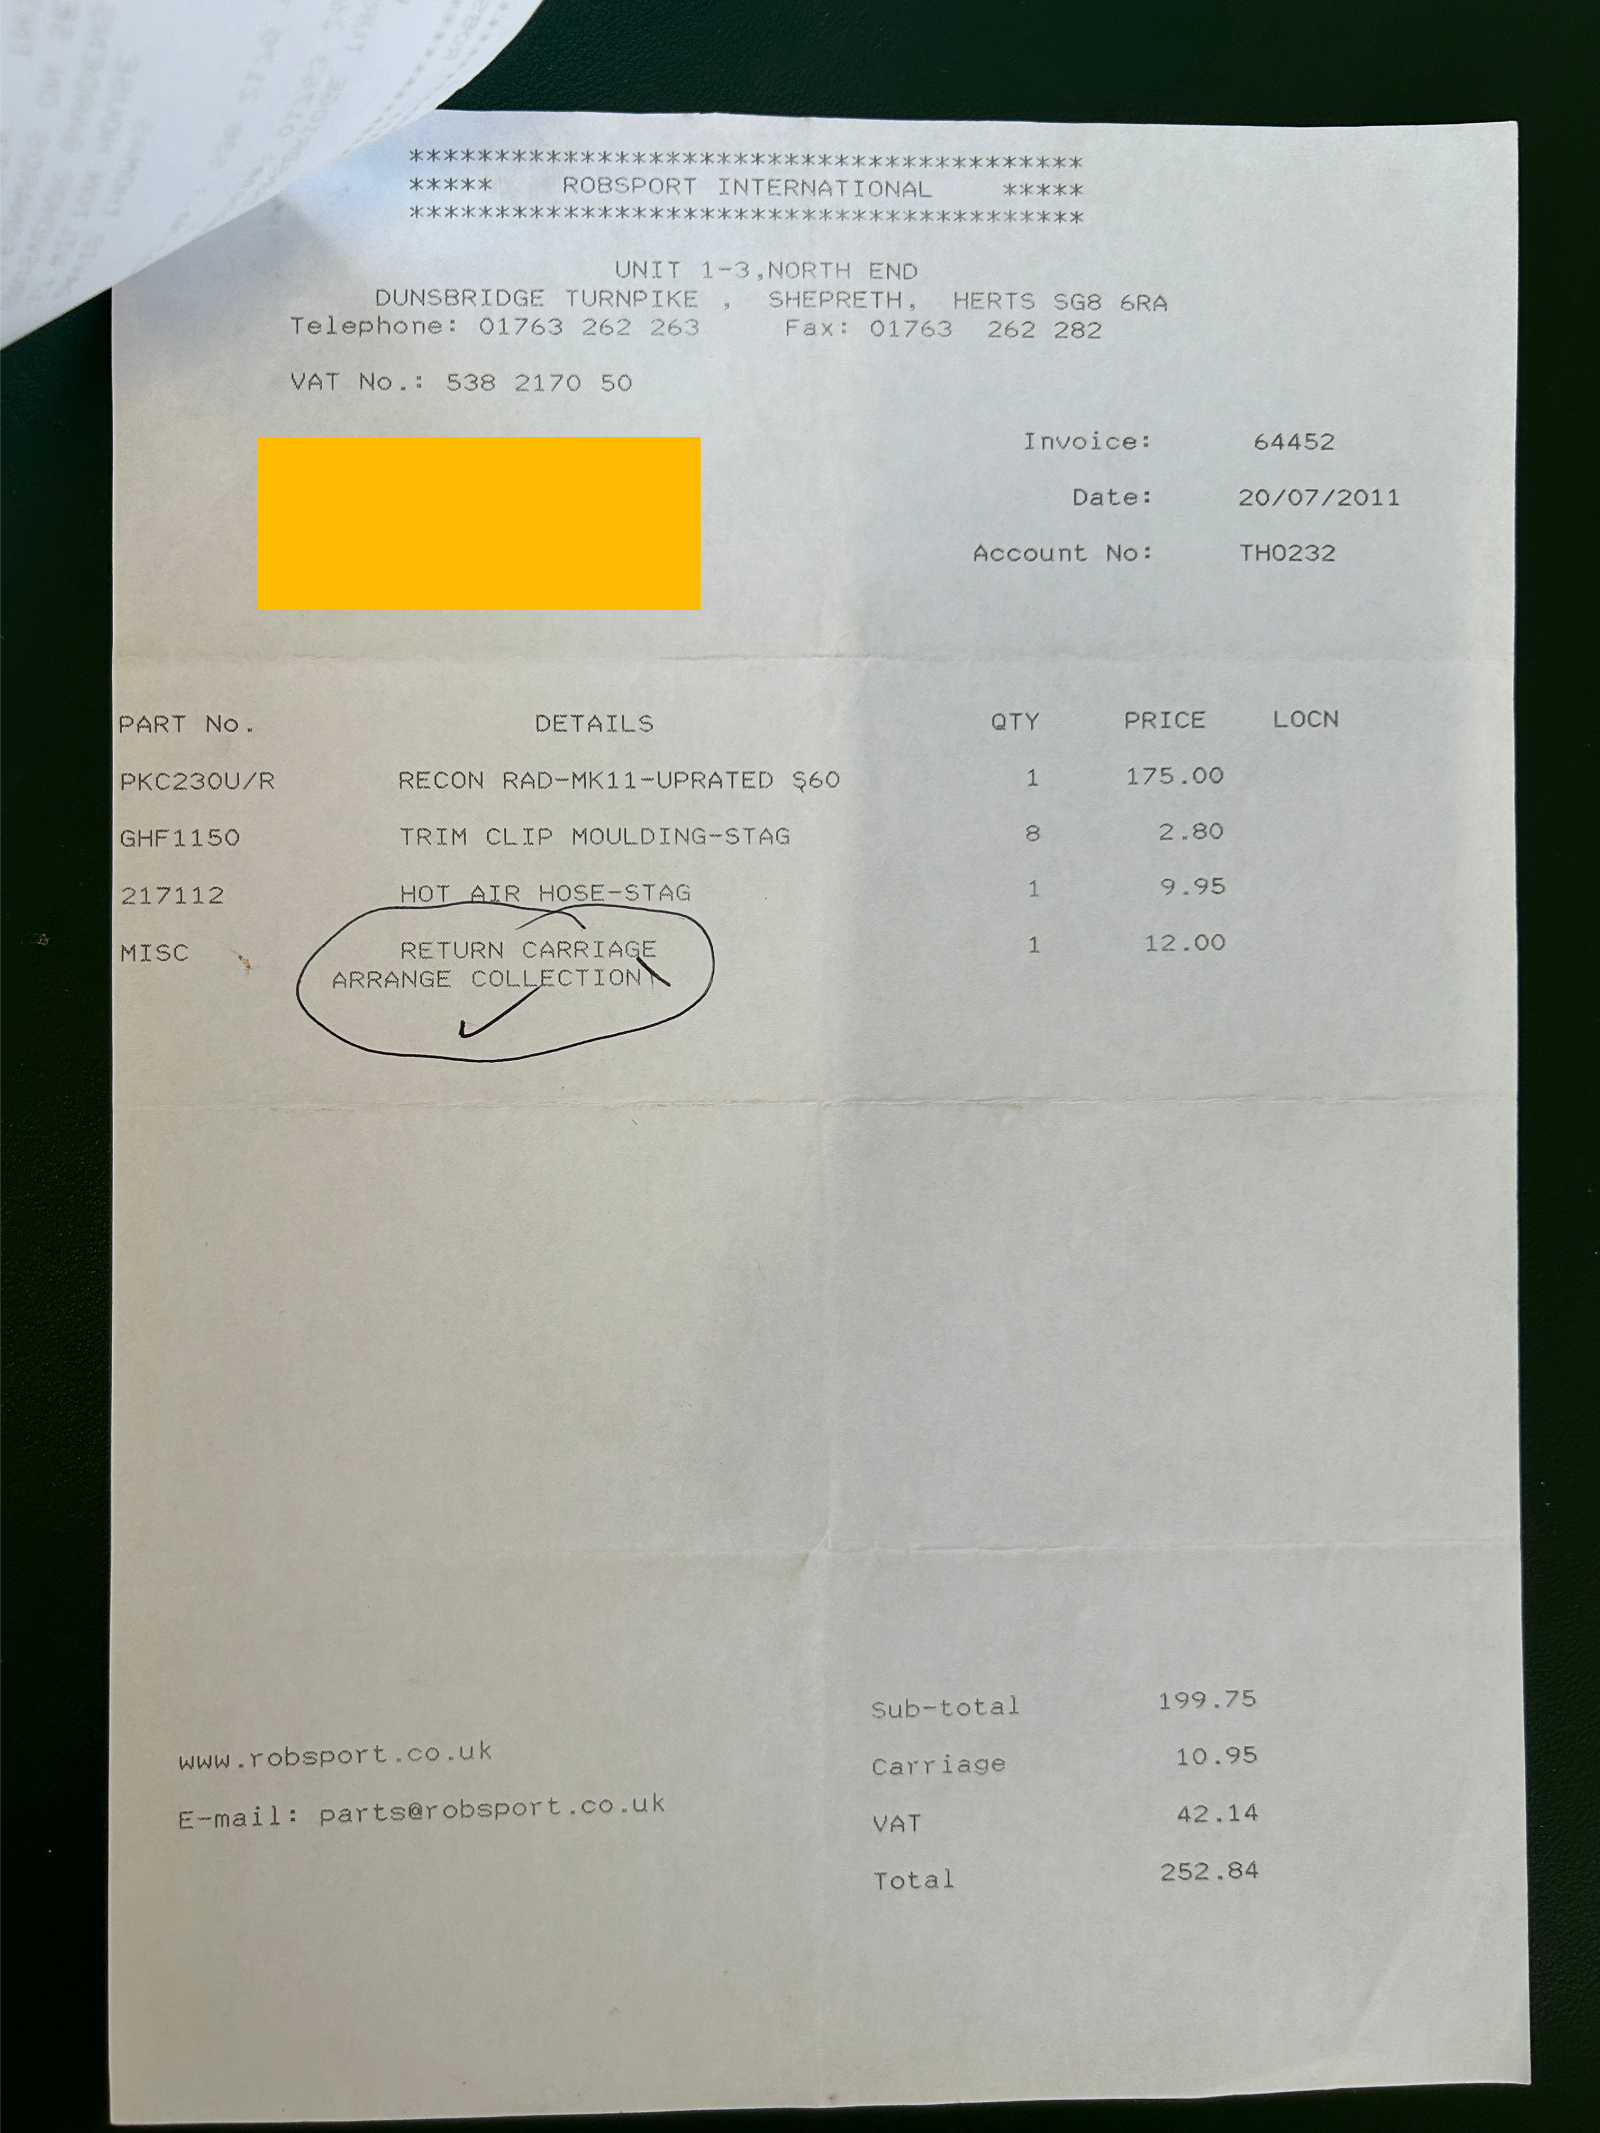 ****************************************
***** ROBSPORT INTERNATIONAL *****
****************************************
UNIT 1-3,NORTH END
DUNSBRIDGE TURNPIKE , SHEPRETH, HERTS SG8 6RA
Telephone: 01763 262 263 Fax: 01763 262 282
VAT No.: 538 2170 50
Invoice: 64452
Date: 20/07/2011
Account No: TH0232
PART No. DETAILS QTY PRICE LOCN
PKC230U/R RECON RAD-MK11-UPRATED $60 1 175.00
GHF1150 TRIM CLIP MOULDING-STAG 8 2.80
217112 HOT AIR HOSE-STAG 1 9.95
MISC RETURN CARRIAGE 1 12.00
ARRANGE COLLECTION
Sub-total 199.75
www.robsport.co.uk Carriage 10.95
E-mail: parts@robsport.co.uk VAT 42.14
Total 252.84